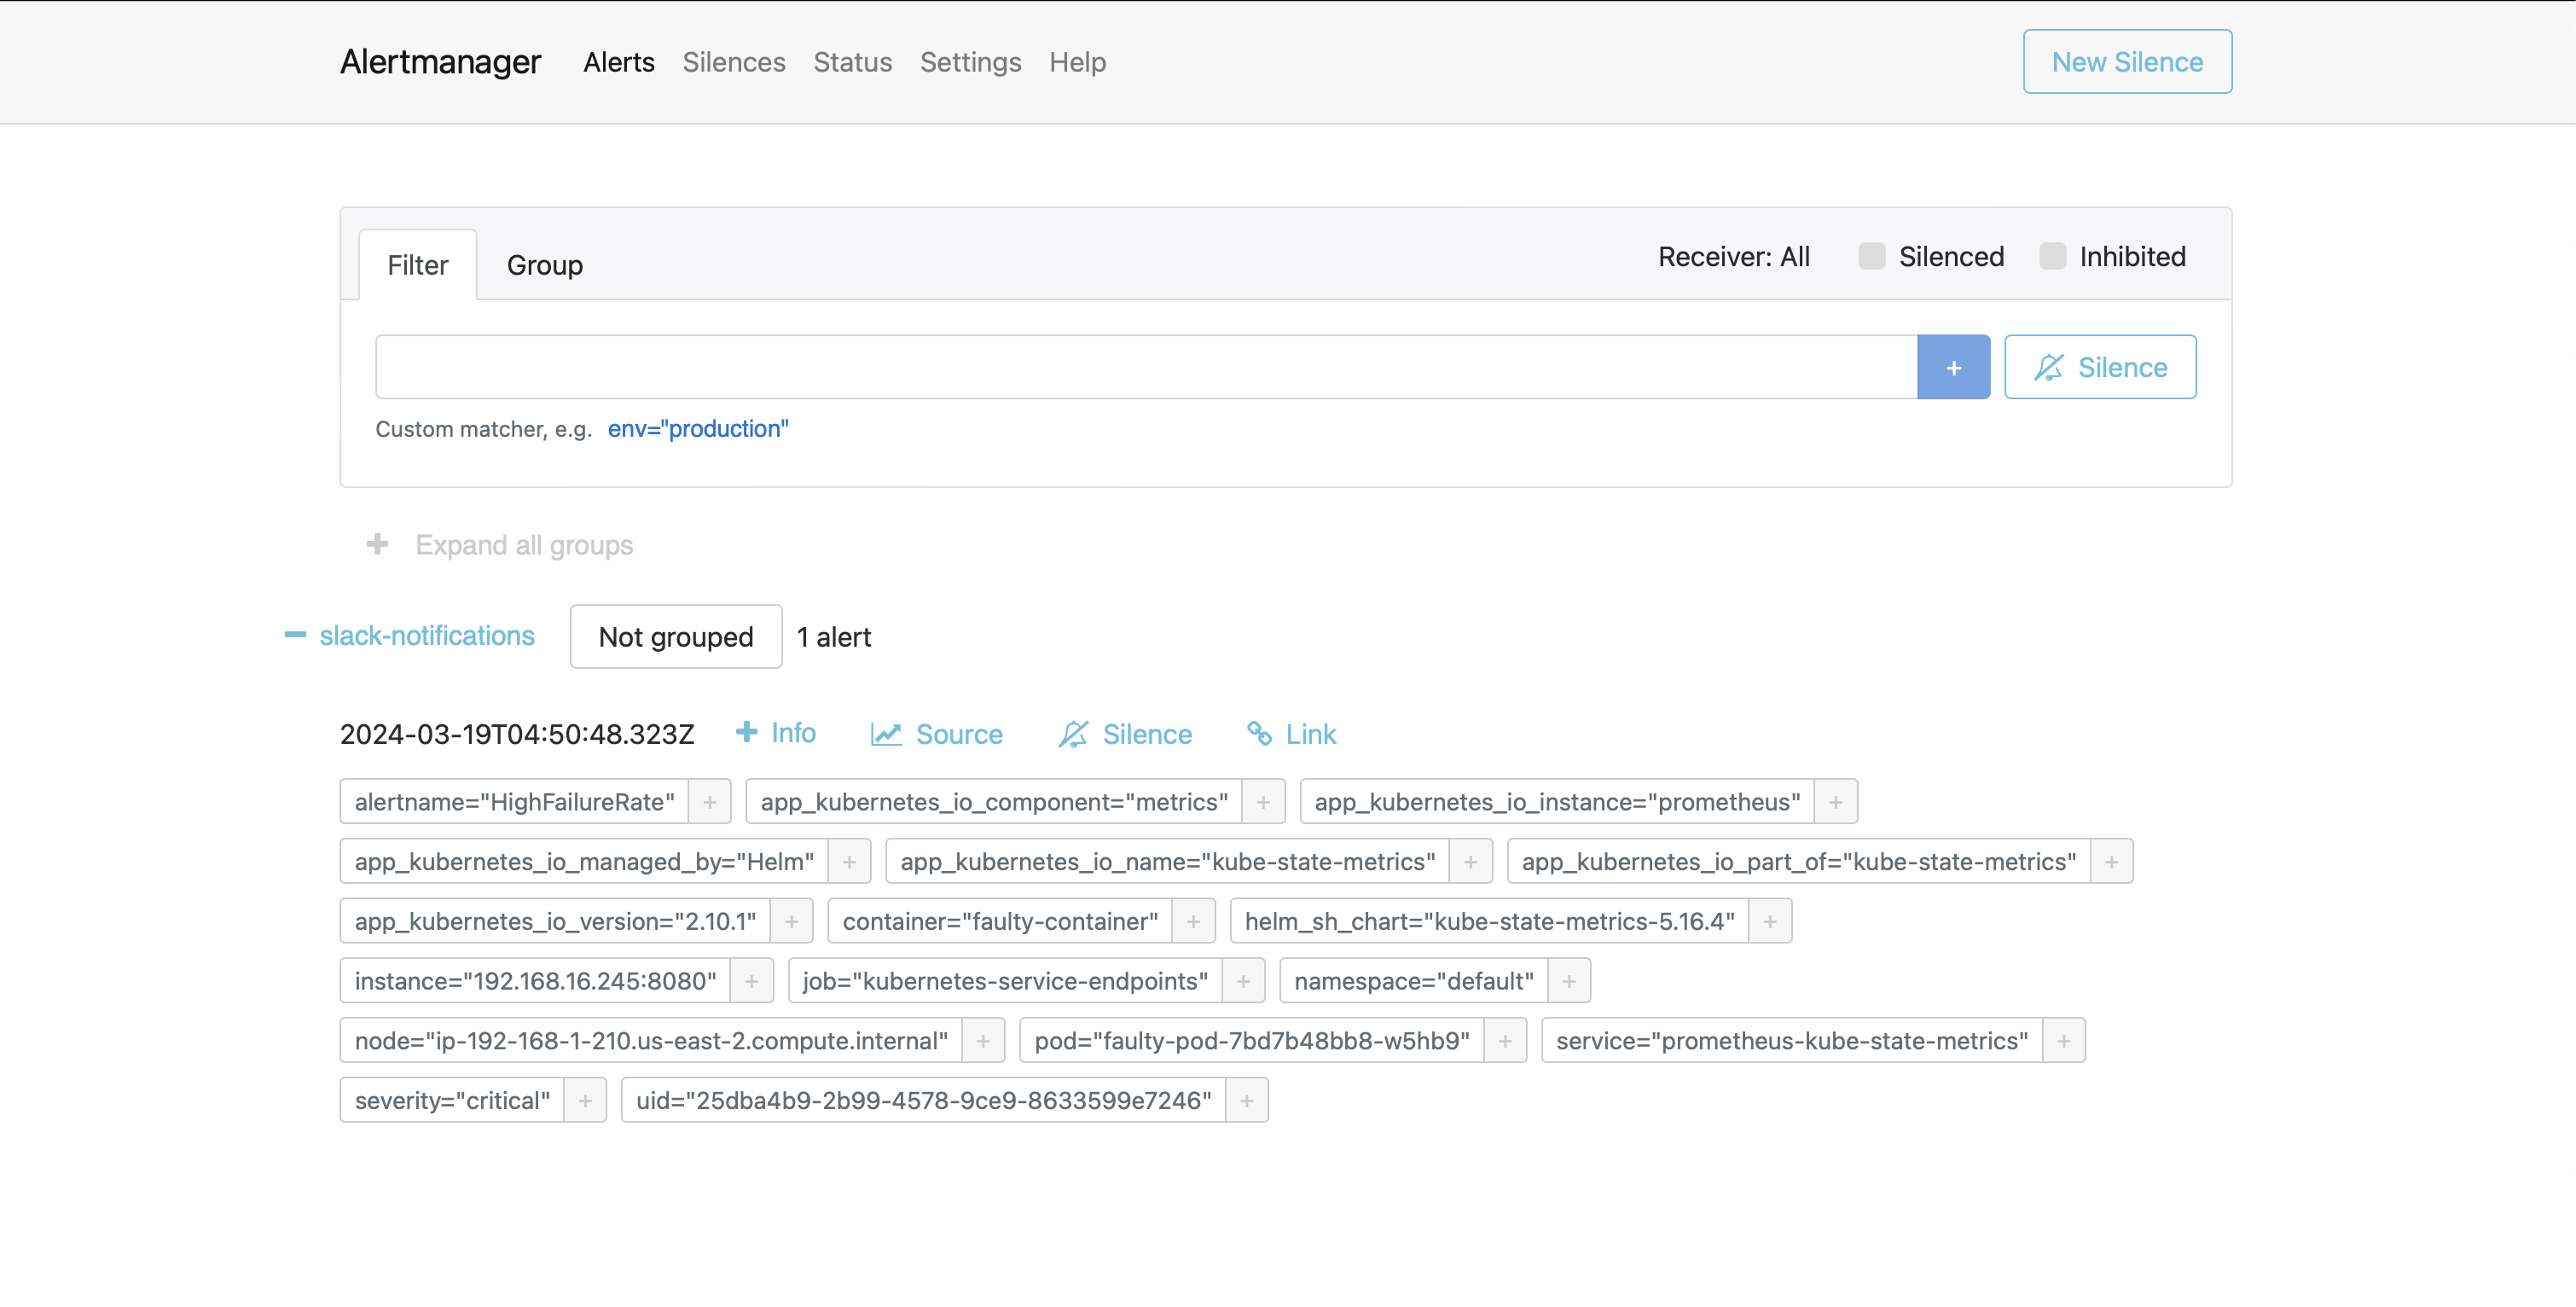 Alertmanager Alerts Silences Status Settings Help New Silence
Filter Group Receiver: All Silenced Inhibited
+ Silence
Custom matcher, e.g. env="production"
+ Expand all groups
− slack-notifications Not grouped 1 alert
2024-03-19T04:50:48.323Z + Info Source Silence Link
alertname="HighFailureRate" + app_kubernetes_io_component="metrics" + app_kubernetes_io_instance="prometheus" +
app_kubernetes_io_managed_by="Helm" + app_kubernetes_io_name="kube-state-metrics" + app_kubernetes_io_part_of="kube-state-metrics" +
app_kubernetes_io_version="2.10.1" + container="faulty-container" + helm_sh_chart="kube-state-metrics-5.16.4" +
instance="192.168.16.245:8080" + job="kubernetes-service-endpoints" + namespace="default" +
node="ip-192-168-1-210.us-east-2.compute.internal" + pod="faulty-pod-7bd7b48bb8-w5hb9" + service="prometheus-kube-state-metrics" +
severity="critical" + uid="25dba4b9-2b99-4578-9ce9-8633599e7246" +